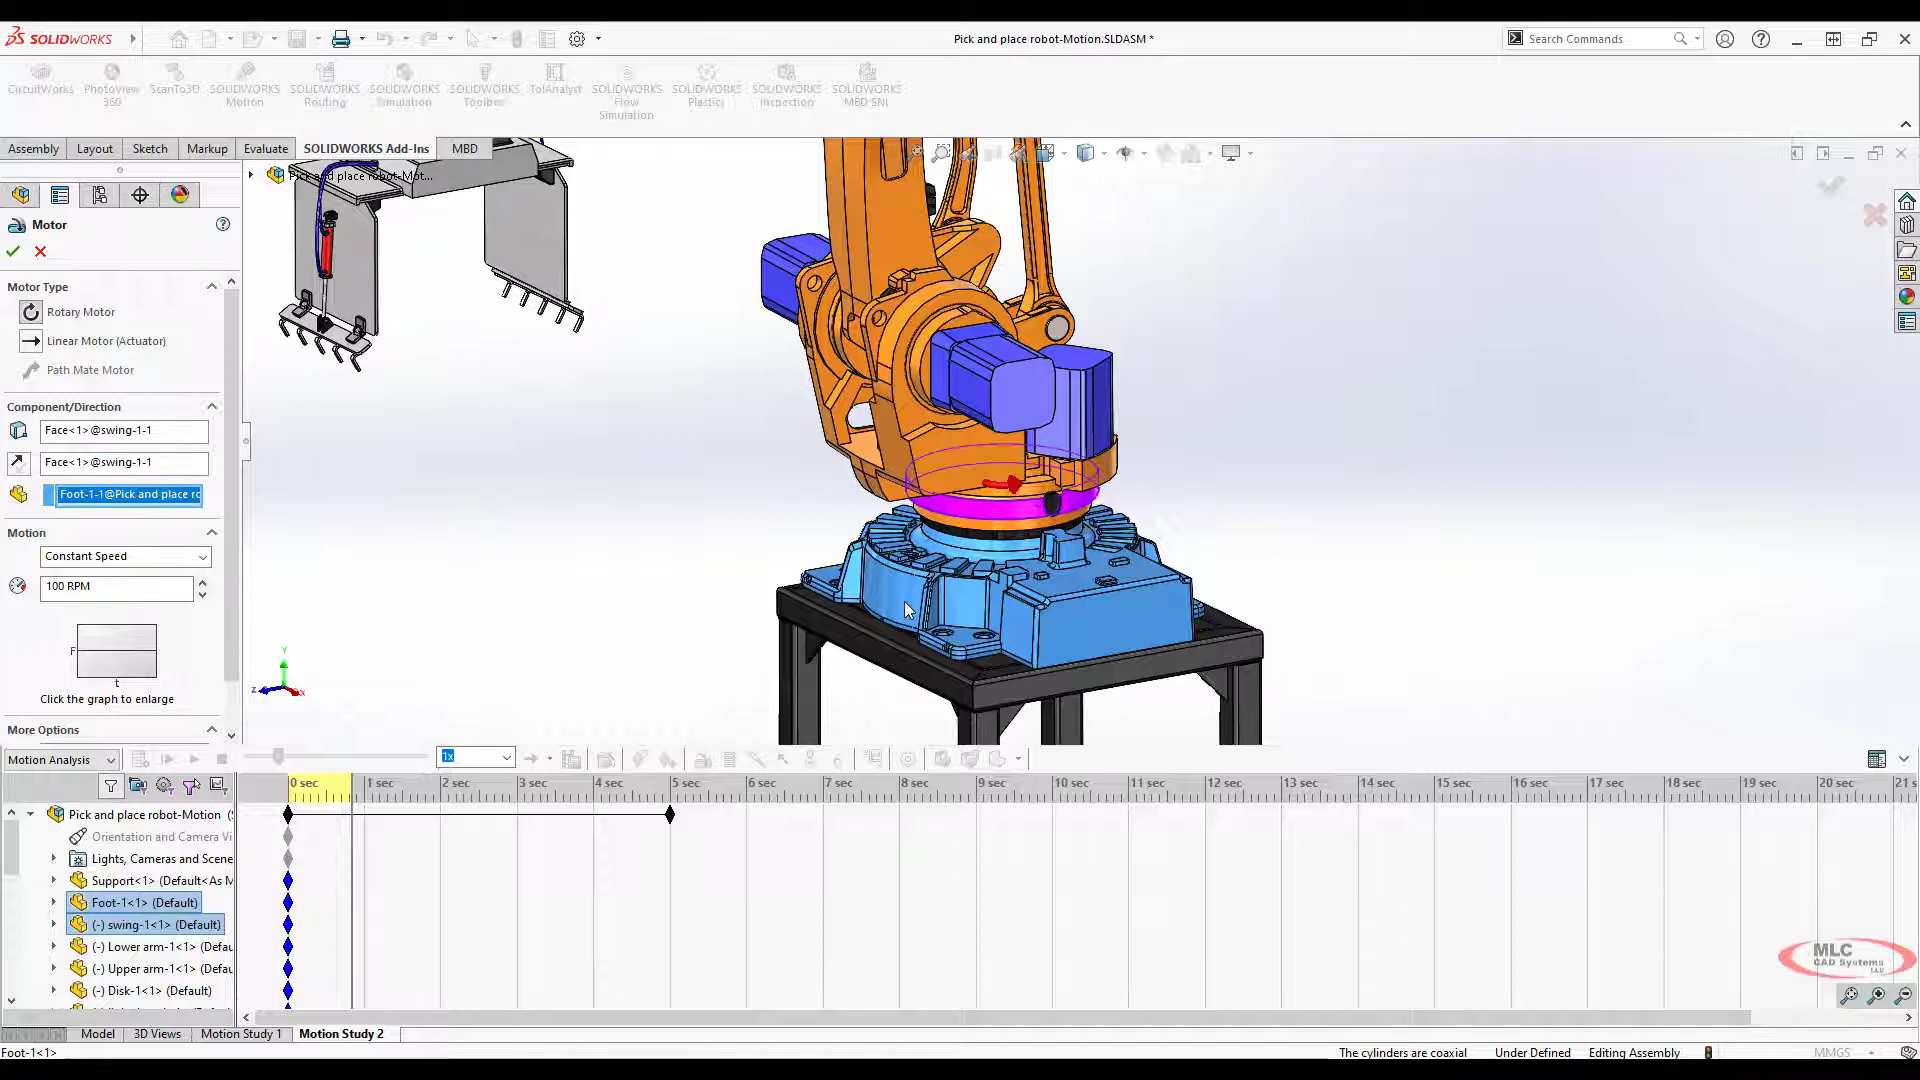 SOLIDWORKS
Pick and place robot-Motion.SLDASM *
Search Commands
CircuitWorks
PhotoView 360
ScanTo3D
SOLIDWORKS Motion
SOLIDWORKS Routing
SOLIDWORKS Simulation
SOLIDWORKS Toolbox
TolAnalyst
SOLIDWORKS Flow Simulation
SOLIDWORKS Plastics
SOLIDWORKS Inspection
SOLIDWORKS MBD SNL
Assembly
Layout
Sketch
Markup
Evaluate
SOLIDWORKS Add-Ins
MBD
Pick and place robot-Mot...
Motor
Motor Type
Rotary Motor
Linear Motor (Actuator)
Path Mate Motor
Component/Direction
Face<1>@swing-1-1
Face<1>@swing-1-1
Foot-1-1@Pick and place ro
Motion
Constant Speed
100 RPM
F
t
Click the graph to enlarge
More Options
Y
Z
X
Motion Analysis
1x
0 sec
1 sec
2 sec
3 sec
4 sec
5 sec
6 sec
7 sec
8 sec
9 sec
10 sec
11 sec
12 sec
13 sec
14 sec
15 sec
16 sec
17 sec
18 sec
19 sec
20 sec
21 s
Pick and place robot-Motion (
Orientation and Camera Vi
Lights, Cameras and Scene
Support<1> (Default<As M
Foot-1<1> (Default)
(-) swing-1<1> (Default)
(-) Lower arm-1<1> (Defau
(-) Upper arm-1<1> (Defau
(-) Disk-1<1> (Default)
MLC
CAD Systems
LLC
Model
3D Views
Motion Study 1
Motion Study 2
Foot-1<1>
The cylinders are coaxial
Under Defined
Editing Assembly
MMGS